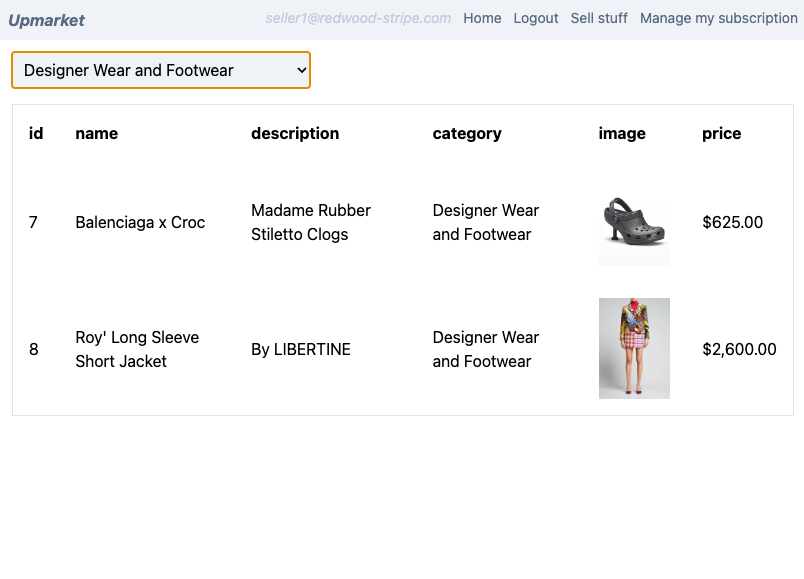 Upmarket seller1@redwood-stripe.com Home Logout Sell stuff Manage my subscription
Designer Wear and Footwear
id name description category image price
7 Balenciaga x Croc Madame Rubber Stiletto Clogs Designer Wear and Footwear $625.00
8 Roy' Long Sleeve Short Jacket By LIBERTINE Designer Wear and Footwear $2,600.00